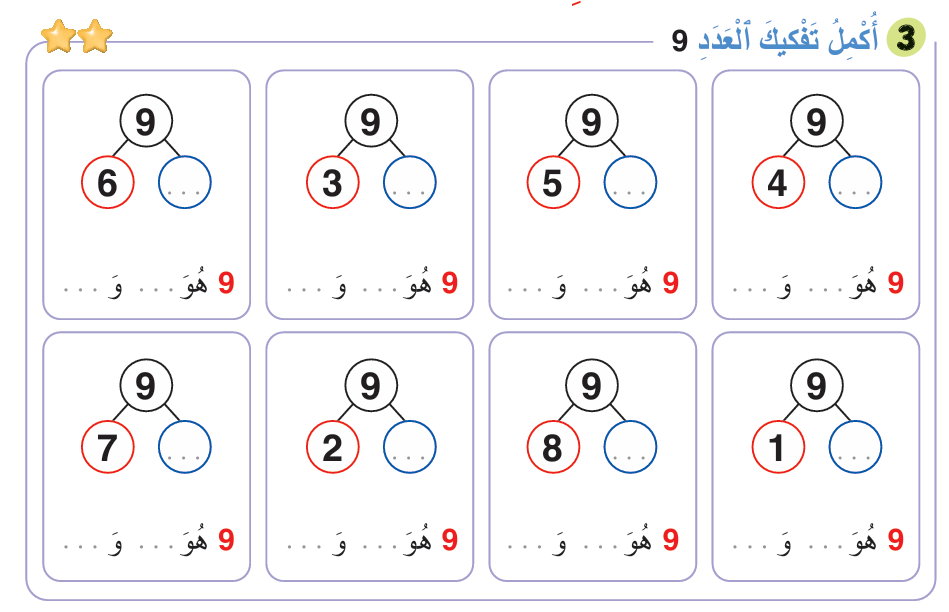 3 أُكْمِلُ تَفْكيكَ ٱلْعَدَدِ 9
9 9 9 9
4 ... 5 ... 3 ... 6 ...
9 هُوَ ... وَ ... 9 هُوَ ... وَ ... 9 هُوَ ... وَ ... 9 هُوَ ... وَ ...
9 9 9 9
1 ... 8 ... 2 ... 7 ...
9 هُوَ ... وَ ... 9 هُوَ ... وَ ... 9 هُوَ ... وَ ... 9 هُوَ ... وَ ...